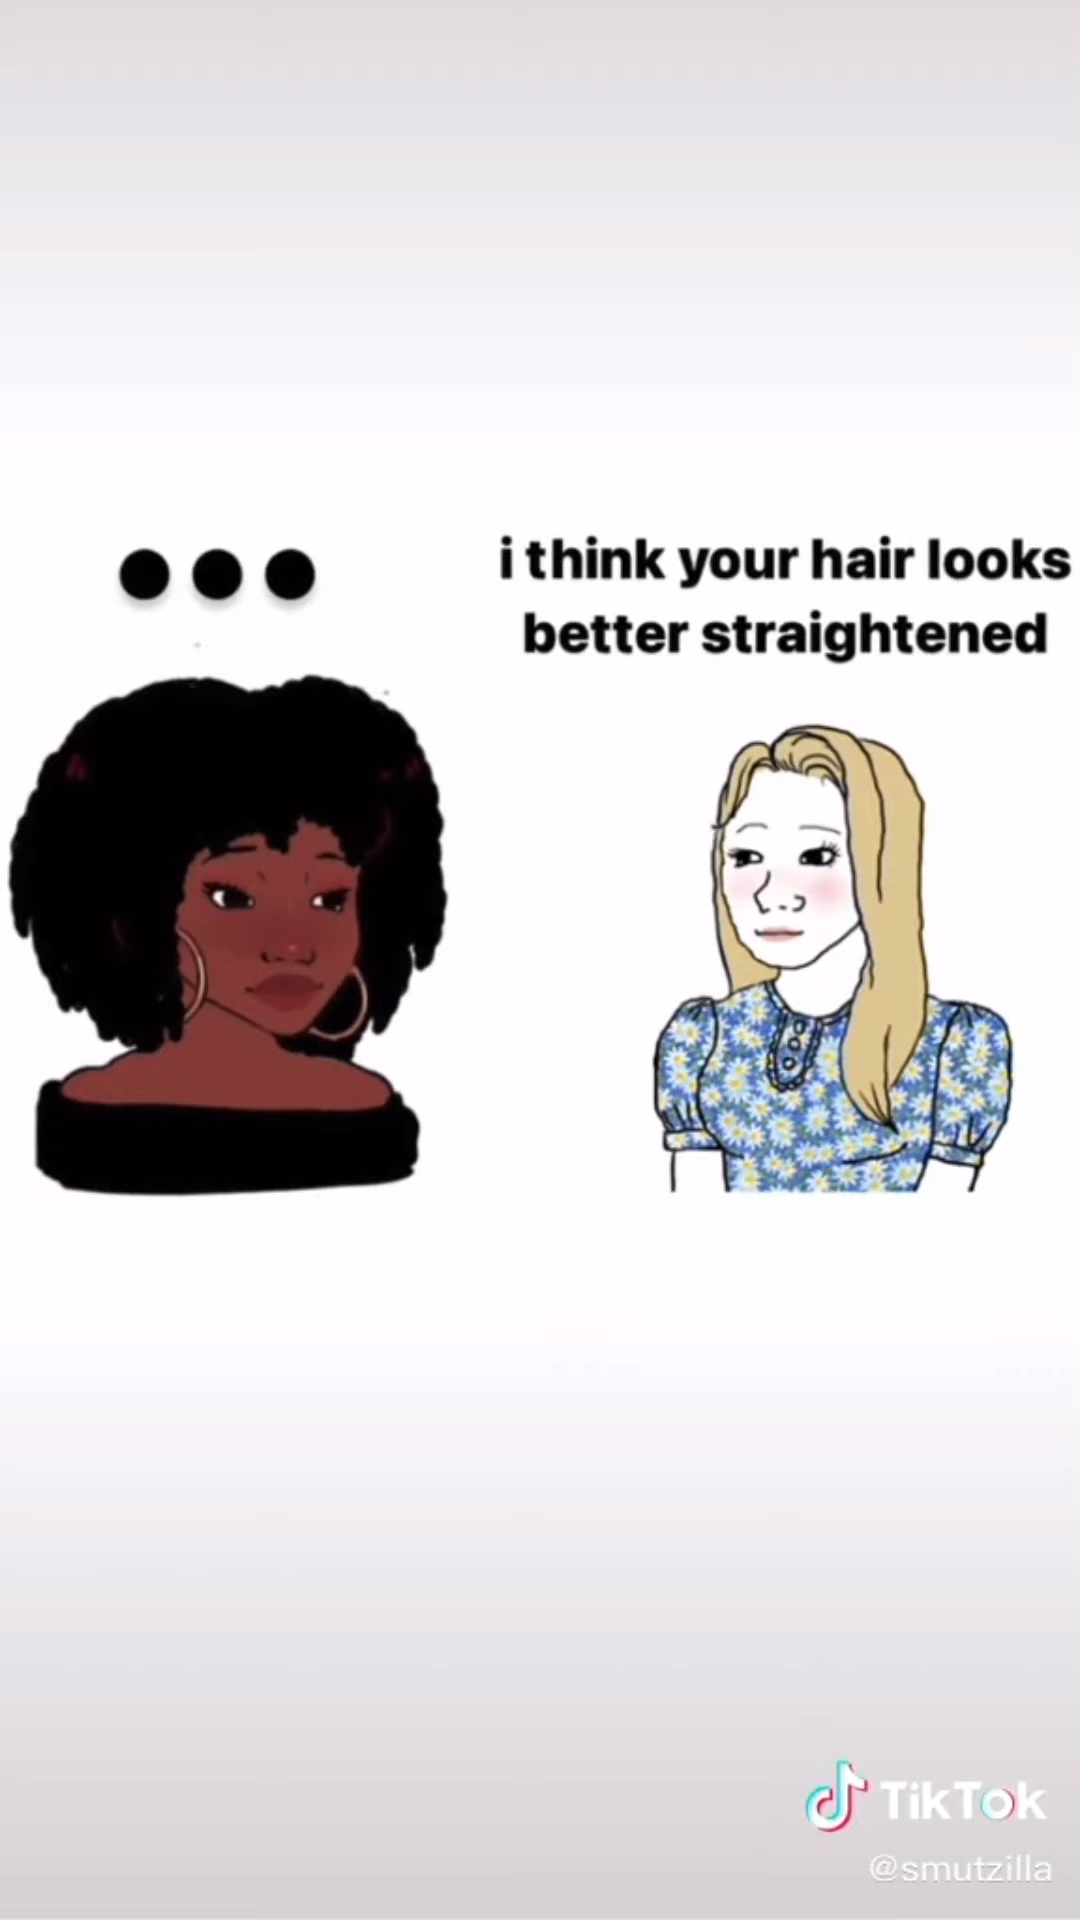 ● ● ●
i think your hair looks
better straightened
TikTok
@smutzilla